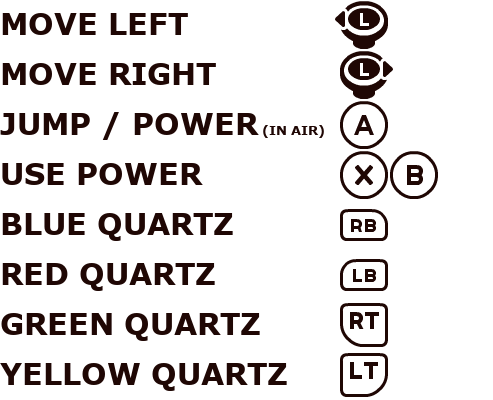 MOVE LEFT L
MOVE RIGHT L
JUMP / POWER (IN AIR) A
USE POWER X B
BLUE QUARTZ RB
RED QUARTZ LB
GREEN QUARTZ RT
YELLOW QUARTZ LT